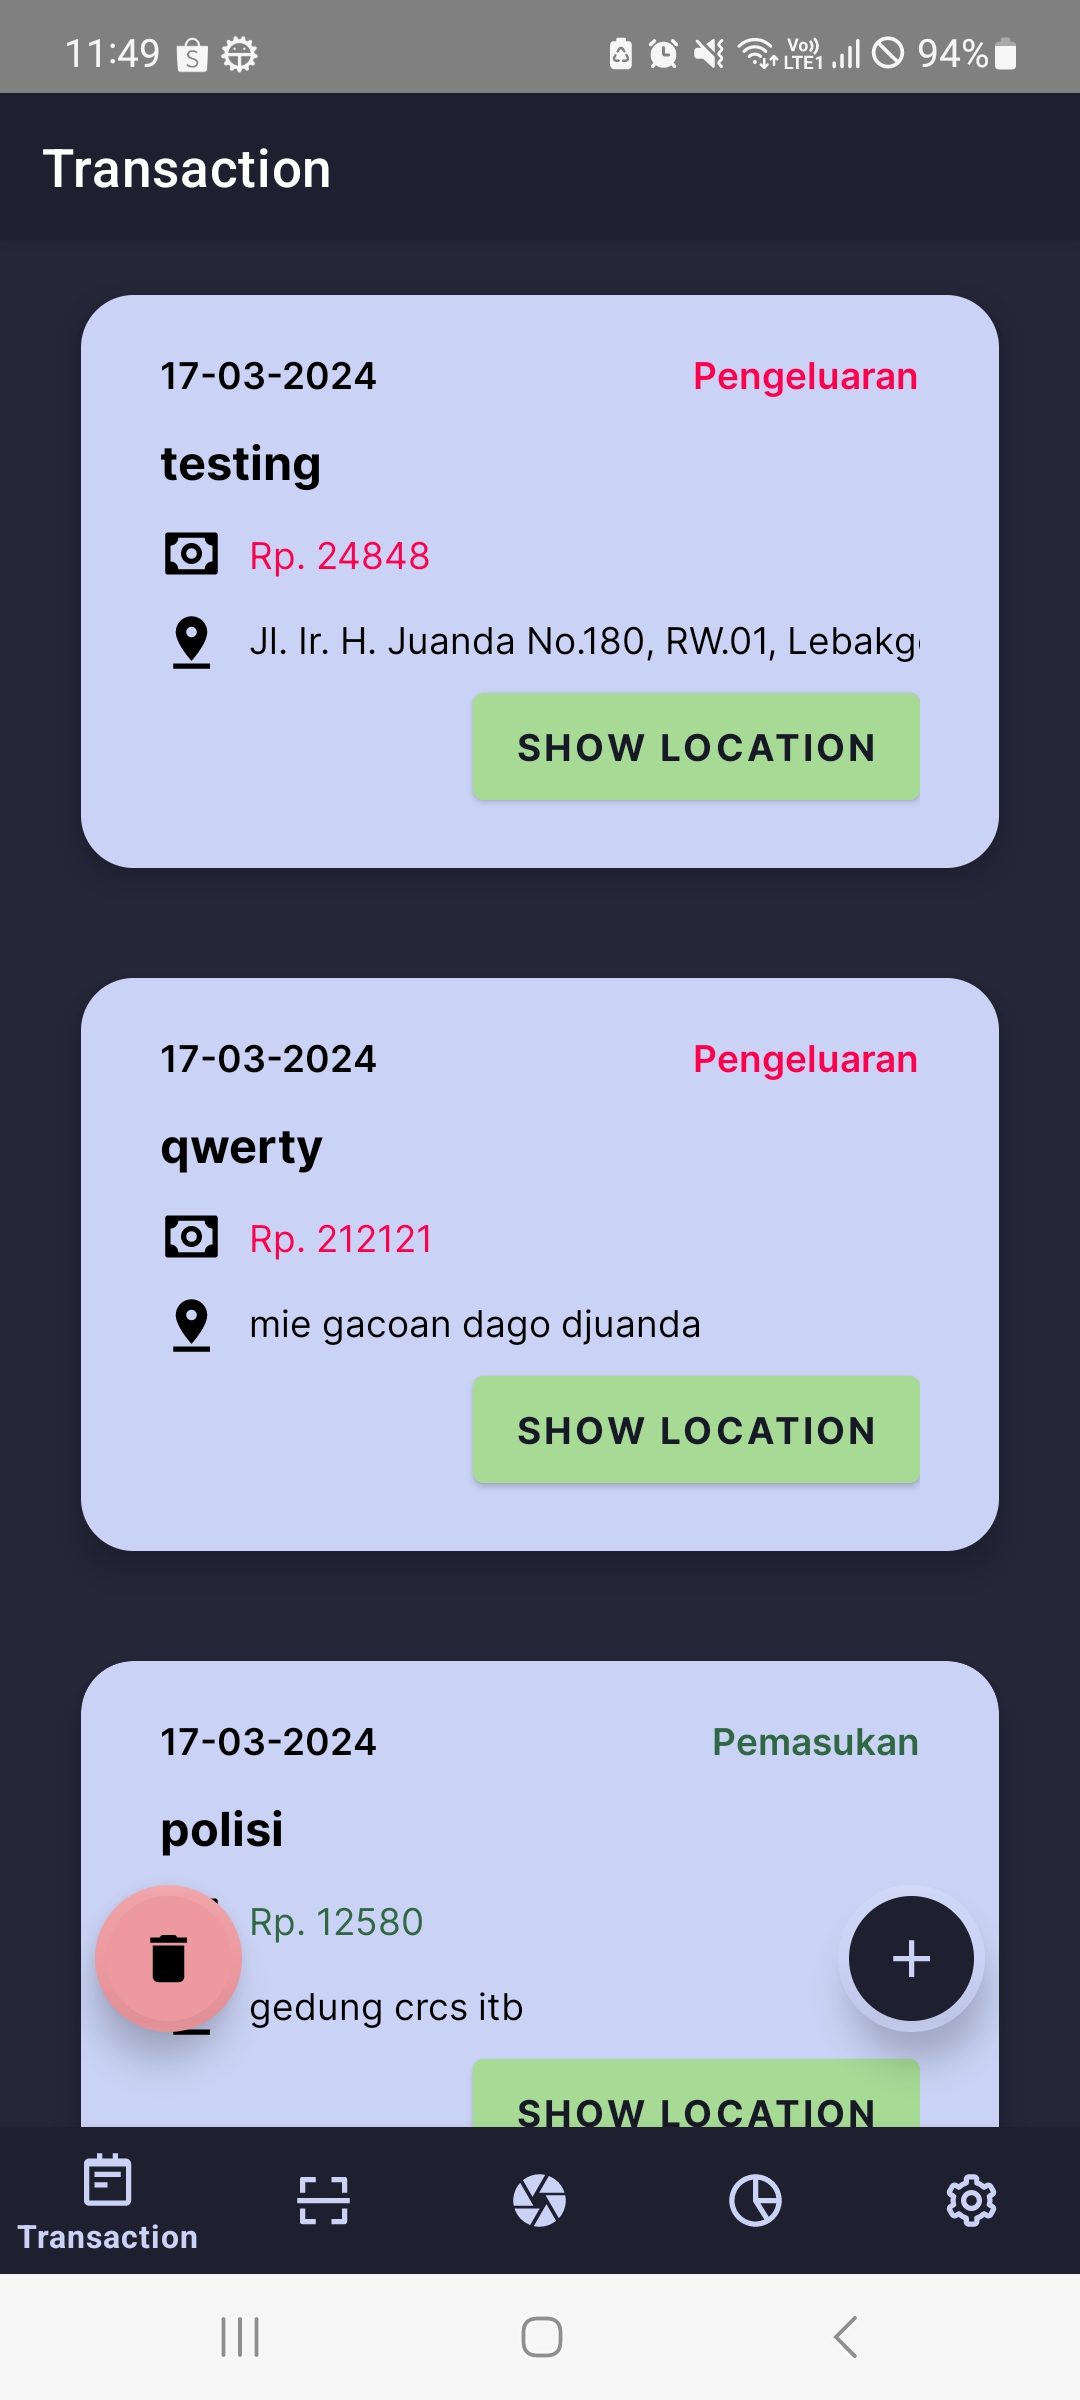 11:49
Vo)) LTE1 94%
Transaction
17-03-2024 Pengeluaran
testing
Rp. 24848
Jl. Ir. H. Juanda No.180, RW.01, Lebakg
SHOW LOCATION
17-03-2024 Pengeluaran
qwerty
Rp. 212121
mie gacoan dago djuanda
SHOW LOCATION
17-03-2024 Pemasukan
polisi
Rp. 12580
gedung crcs itb
SHOW LOCATION
Transaction